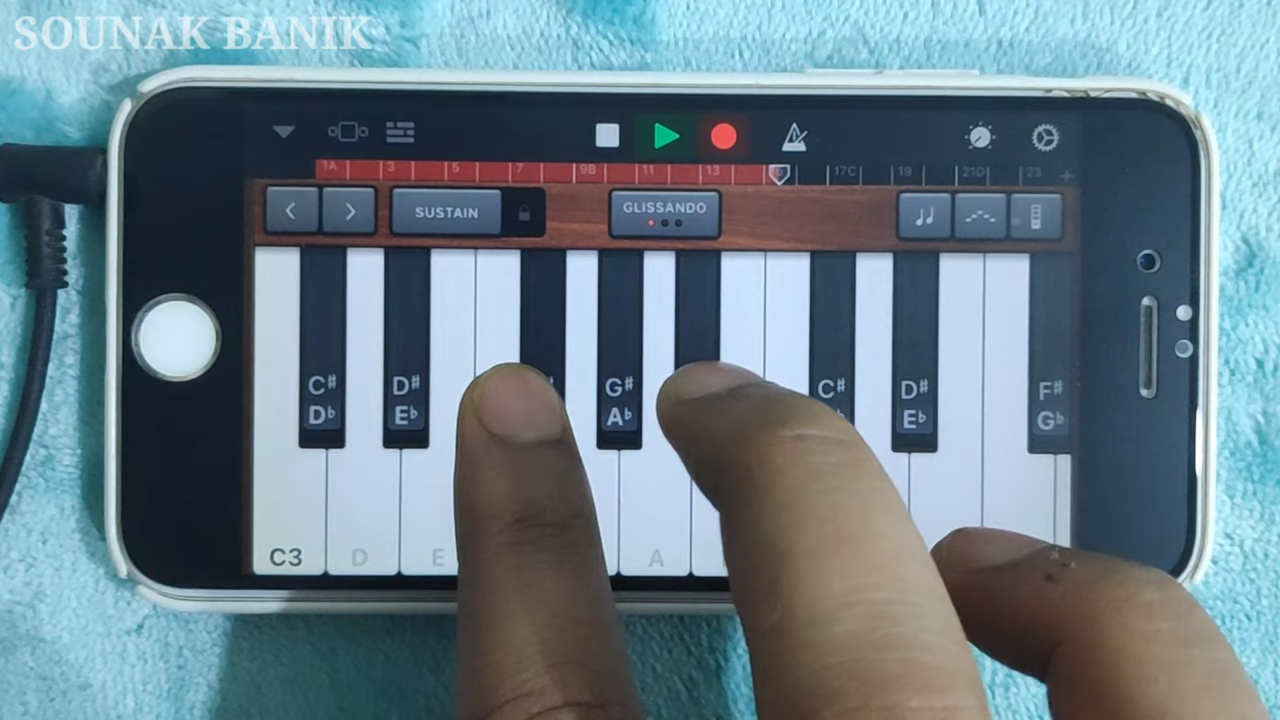 SOUNAK BANIK
1A 3 5 7 9B 11 13 17C 19 21D 23 +
SUSTAIN GLISSANDO
C# D# G# C# D# F#
D♭ E♭ A♭ E♭ G♭
C3 D E A